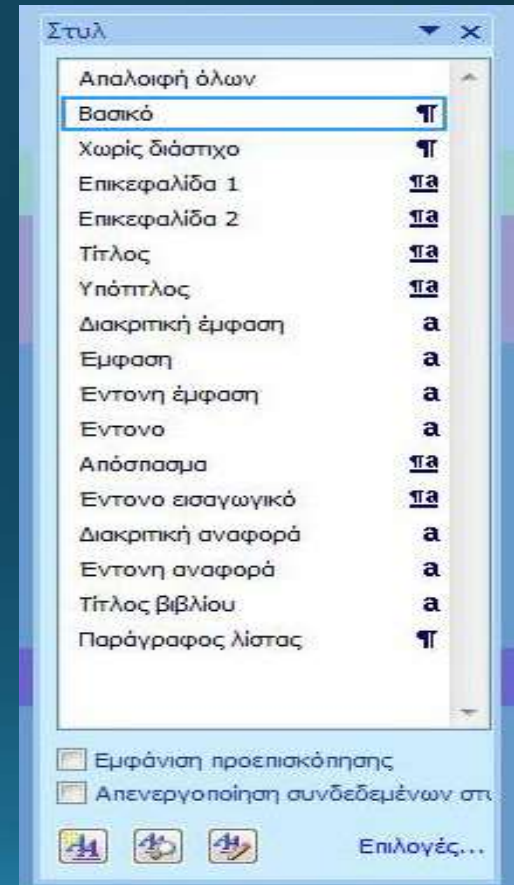 Στυλ
Απαλοιφή όλων
Βασικό ¶
Χωρίς διάστιχο ¶
Επικεφαλίδα 1 ¶a
Επικεφαλίδα 2 ¶a
Τίτλος ¶a
Υπότιτλος ¶a
Διακριτική έμφαση a
Έμφαση a
Έντονη έμφαση a
Έντονο a
Απόσπασμα ¶a
Έντονο εισαγωγικό ¶a
Διακριτική αναφορά a
Έντονη αναφορά a
Τίτλος βιβλίου a
Παράγραφος λίστας ¶
Εμφάνιση προεπισκόπησης
Απενεργοποίηση συνδεδεμένων στυ
Επιλογές...